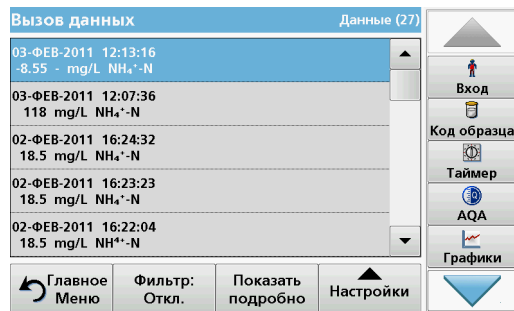 Вызов данных
Данные (27)
03-ФЕВ-2011 12:13:16
-8.55 - mg/L NH₄⁺-N
03-ФЕВ-2011 12:07:36
118 mg/L NH₄⁺-N
02-ФЕВ-2011 16:24:32
18.5 mg/L NH₄⁺-N
02-ФЕВ-2011 16:23:23
18.5 mg/L NH₄⁺-N
02-ФЕВ-2011 16:22:04
18.5 mg/L NH⁴⁺-N
Вход
Код образца
Таймер
AQA
Графики
Главное
Меню
Фильтр:
Откл.
Показать
подробно
Настройки